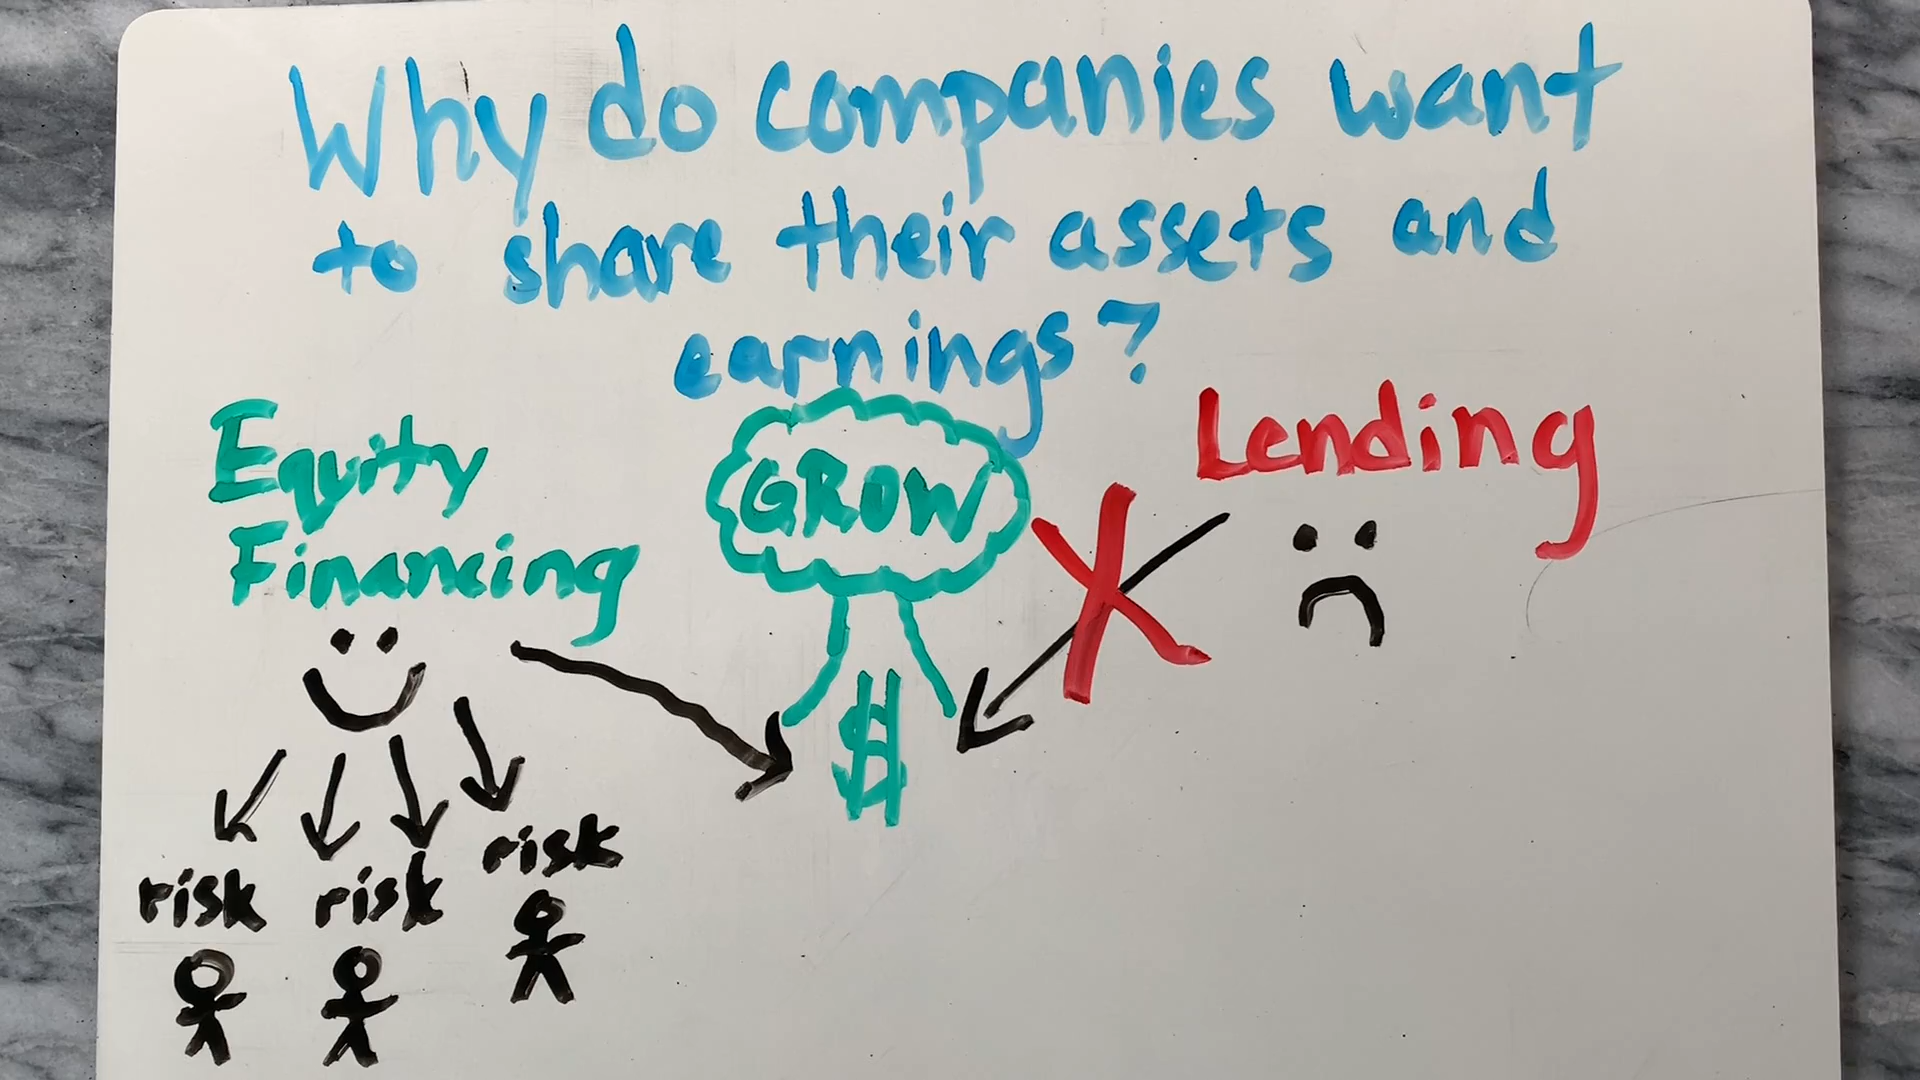 Why do companies want
to share their assets and
earnings?
Equity
Financing
GROW
$
Lending
risk
risk
risk